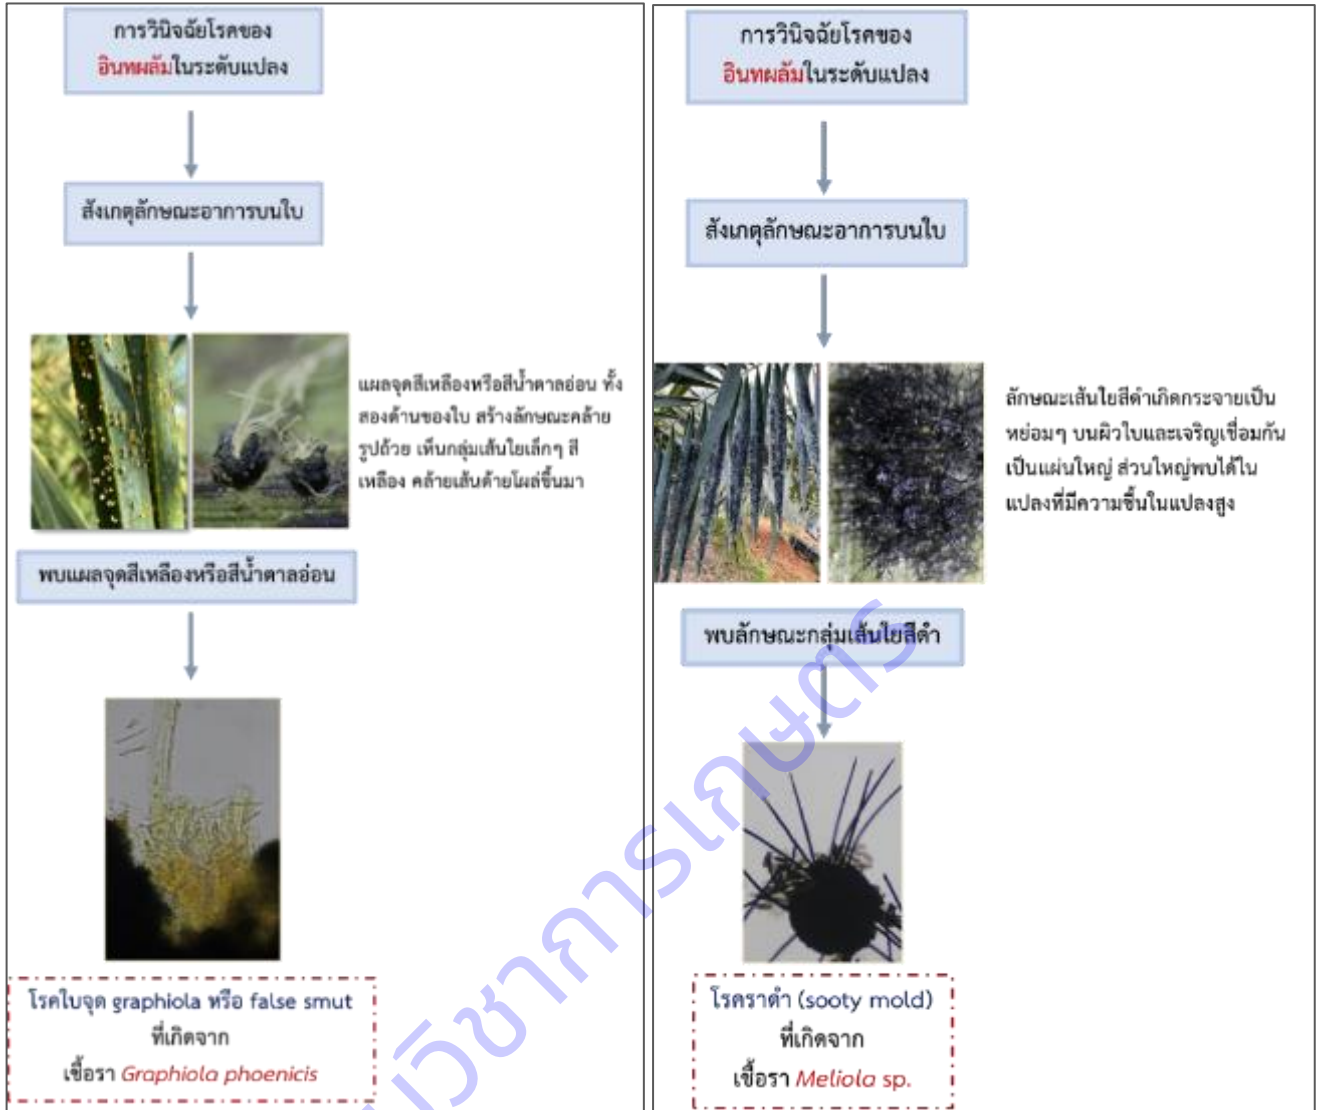 การวินิจฉัยโรคของ
อินทผลัมในระดับแปลง
สังเกตุลักษณะอาการบนใบ
แผลจุดสีเหลืองหรือสีน้ำตาลอ่อน ทั้ง
สองด้านของใบ สร้างลักษณะคล้าย
รูปถ้วย เห็นกลุ่มเส้นใยเล็กๆ สี
เหลือง คล้ายเส้นด้ายโผล่ขึ้นมา
พบแผลจุดสีเหลืองหรือสีน้ำตาลอ่อน
โรคใบจุด graphiola หรือ false smut
ที่เกิดจาก
เชื้อรา Graphiola phoenicis
การวินิจฉัยโรคของ
อินทผลัมในระดับแปลง
สังเกตุลักษณะอาการบนใบ
ลักษณะเส้นใยสีดำเกิดกระจายเป็น
หย่อมๆ บนผิวใบและเจริญเชื่อมกัน
เป็นแผ่นใหญ่ ส่วนใหญ่พบได้ใน
แปลงที่มีความชื้นในแปลงสูง
พบลักษณะกลุ่มเส้นใยสีดำ
โรคราดำ (sooty mold)
ที่เกิดจาก
เชื้อรา Meliola sp.
วิชาการเกษตร